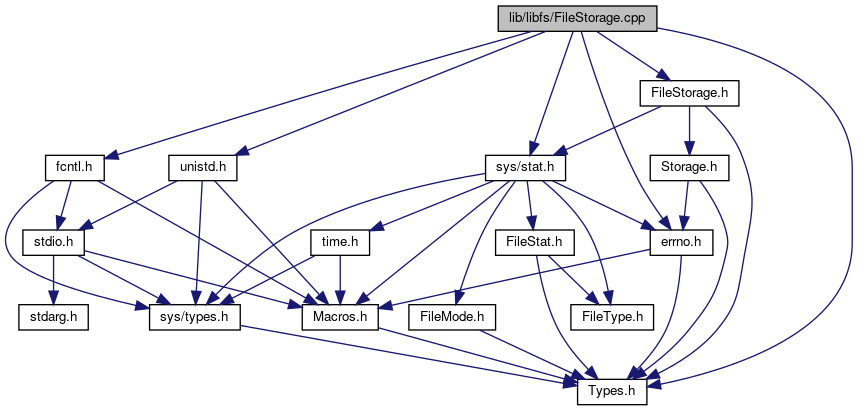 lib/libfs/FileStorage.cpp
FileStorage.h
fcntl.h
unistd.h
sys/stat.h
Storage.h
stdio.h
time.h
FileStat.h
errno.h
stdarg.h
sys/types.h
Macros.h
FileMode.h
FileType.h
Types.h